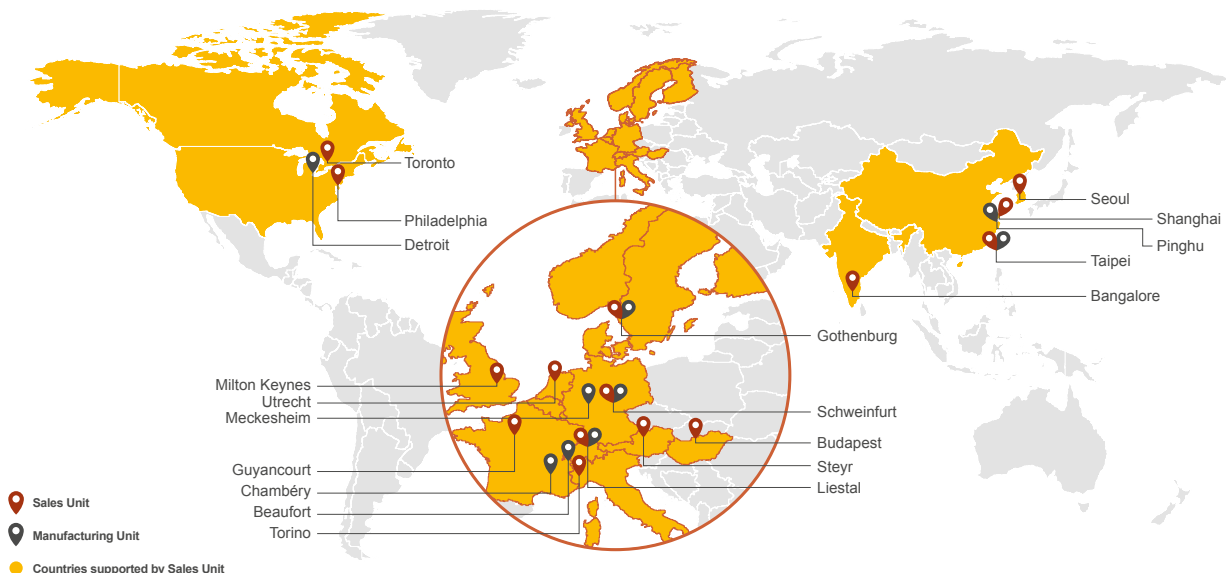 Toronto
Philadelphia
Detroit
Seoul
Shanghai
Pinghu
Taipei
Bangalore
Gothenburg
Milton Keynes
Utrecht
Meckesheim
Schweinfurt
Budapest
Steyr
Liestal
Guyancourt
Chambéry
Beaufort
Torino
Sales Unit
Manufacturing Unit
Countries supported by Sales Unit